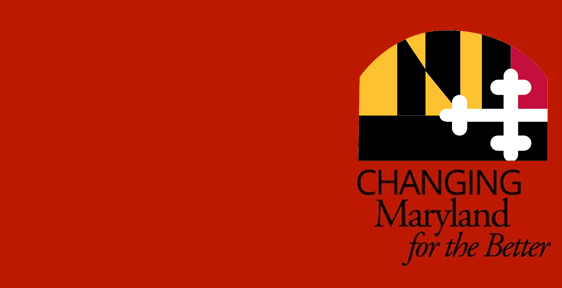 CHANGING
Maryland
for the Better